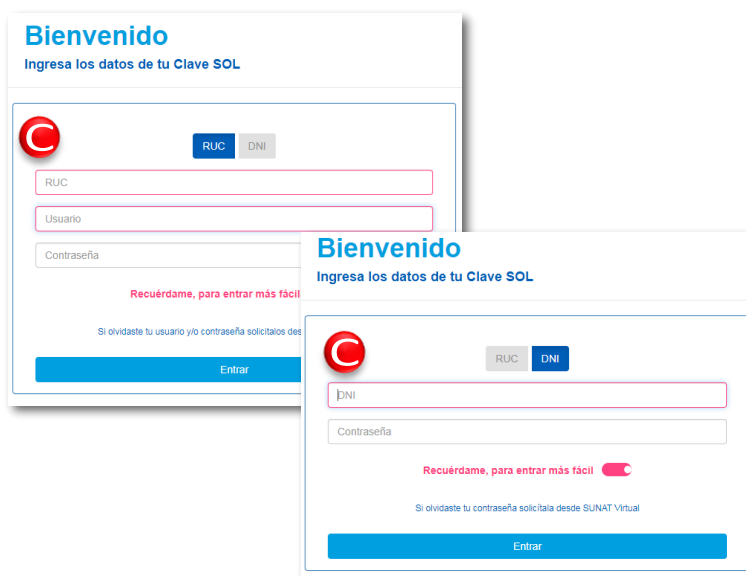 Bienvenido
Ingresa los datos de tu Clave SOL
C
RUC DNI
RUC
Usuario
Contraseña
Recuérdame, para entrar más fácil
Si olvidaste tu usuario y/o contraseña solicítalos
Entrar
Bienvenido
Ingresa los datos de tu Clave SOL
C
RUC DNI
DNI
Contraseña
Recuérdame, para entrar más fácil
Si olvidaste tu contraseña solicítala desde SUNAT Virtual
Entrar